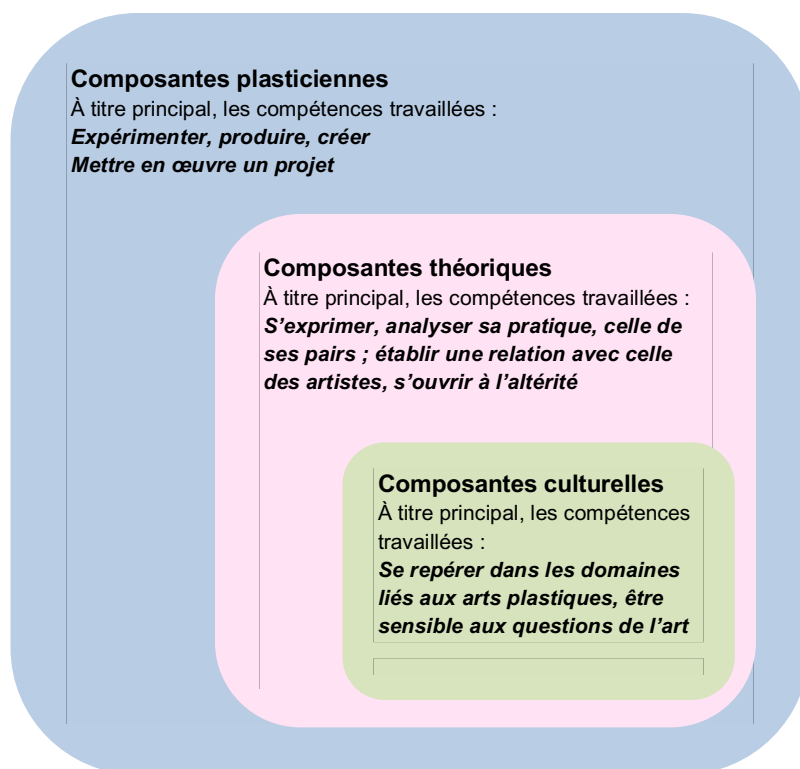 Composantes plasticiennes
À titre principal, les compétences travaillées :
Expérimenter, produire, créer
Mettre en œuvre un projet
Composantes théoriques
À titre principal, les compétences travaillées :
S’exprimer, analyser sa pratique, celle de
ses pairs ; établir une relation avec celle
des artistes, s’ouvrir à l’altérité
Composantes culturelles
À titre principal, les compétences
travaillées :
Se repérer dans les domaines
liés aux arts plastiques, être
sensible aux questions de l’art